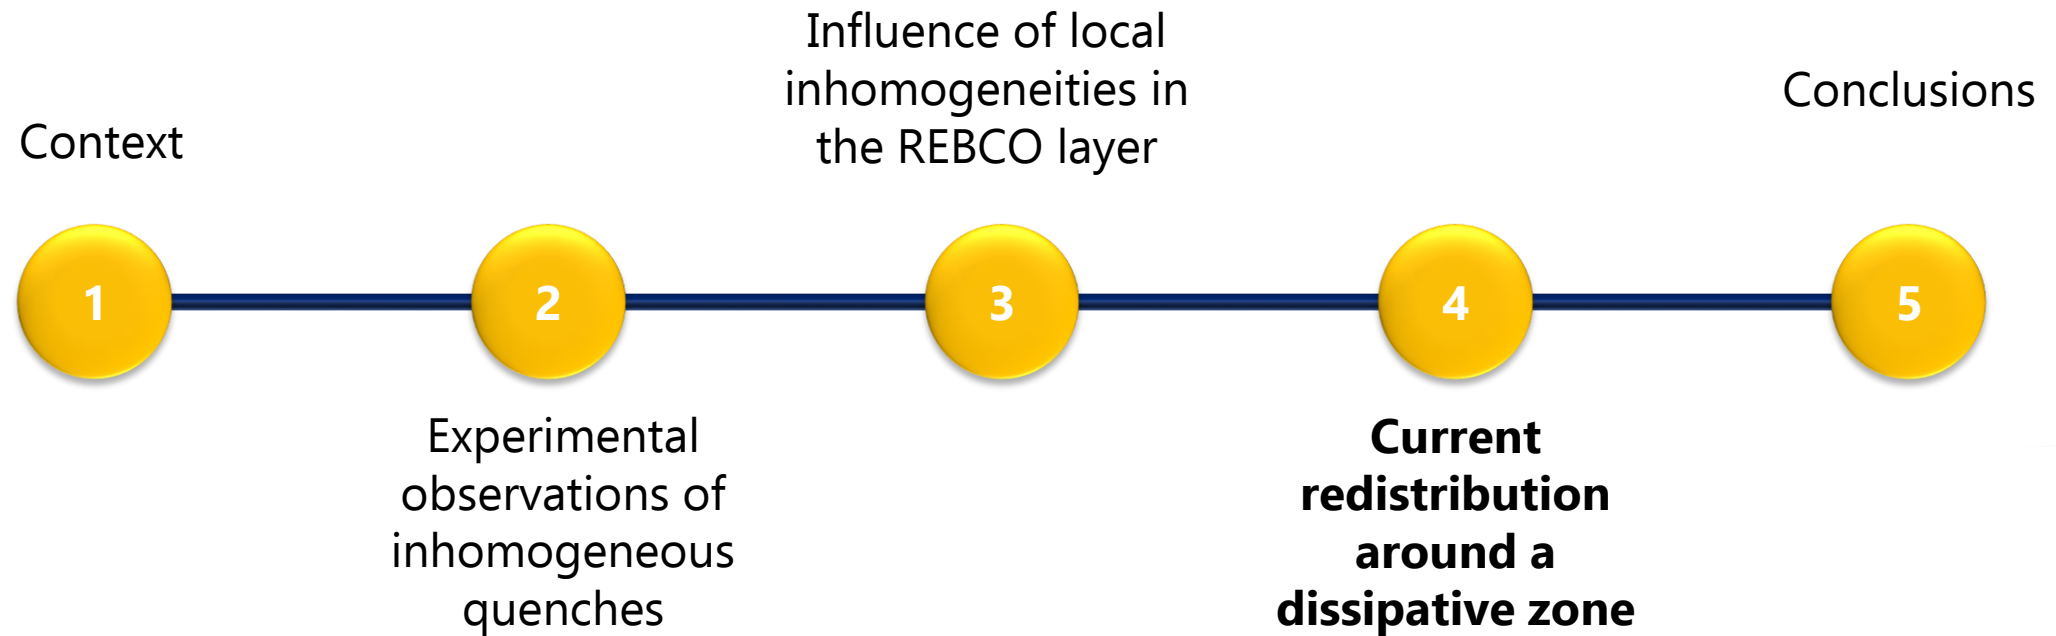 Context
1
2
Experimental
observations of
inhomogeneous
quenches
Influence of local
inhomogeneities in
the REBCO layer
3
4
Current
redistribution
around a
dissipative zone
Conclusions
5